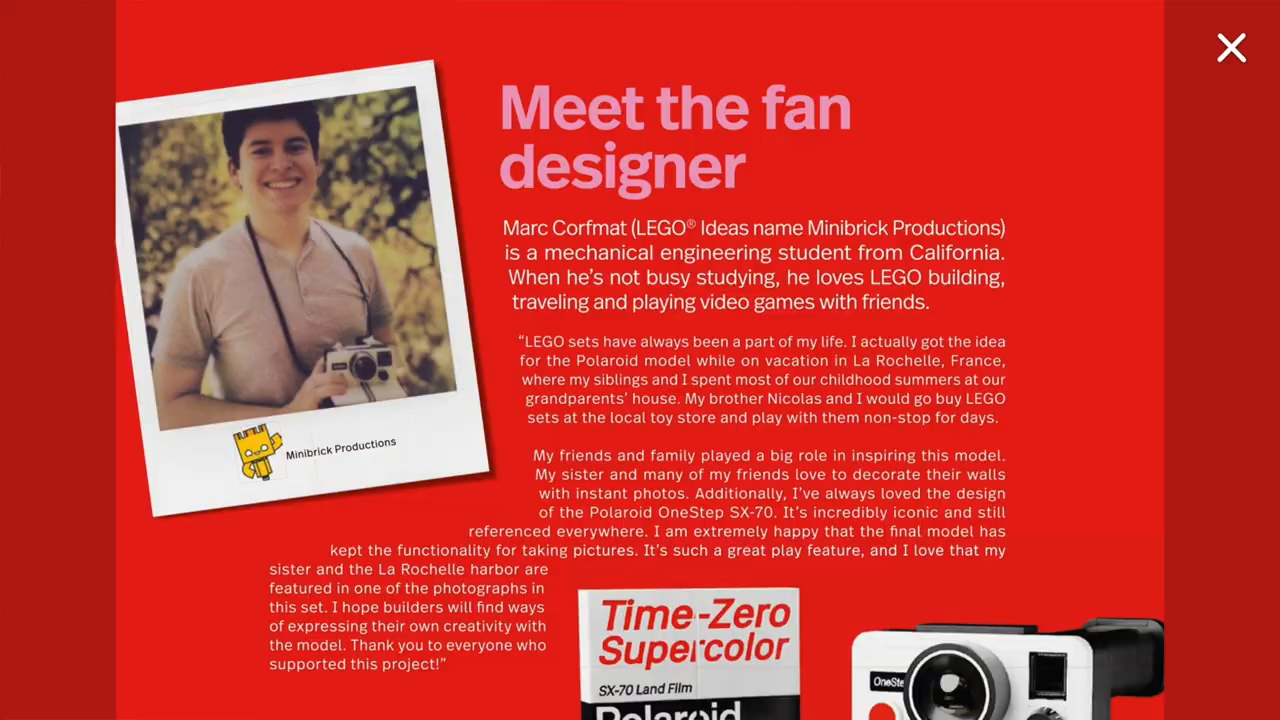 Meet the fan
designer
Marc Corfmat (LEGO® Ideas name Minibrick Productions)
is a mechanical engineering student from California.
When he’s not busy studying, he loves LEGO building,
traveling and playing video games with friends.
“LEGO sets have always been a part of my life. I actually got the idea
for the Polaroid model while on vacation in La Rochelle, France,
where my siblings and I spent most of our childhood summers at our
grandparents’ house. My brother Nicolas and I would go buy LEGO
sets at the local toy store and play with them non-stop for days.
My friends and family played a big role in inspiring this model.
My sister and many of my friends love to decorate their walls
with instant photos. Additionally, I’ve always loved the design
of the Polaroid OneStep SX-70. It’s incredibly iconic and still
referenced everywhere. I am extremely happy that the final model has
kept the functionality for taking pictures. It’s such a great play feature, and I love that my
sister and the La Rochelle harbor are
featured in one of the photographs in
this set. I hope builders will find ways
of expressing their own creativity with
the model. Thank you to everyone who
supported this project!”
Minibrick Productions
Time-Zero
Supercolor
SX-70 Land Film
Polaroid
OneSte